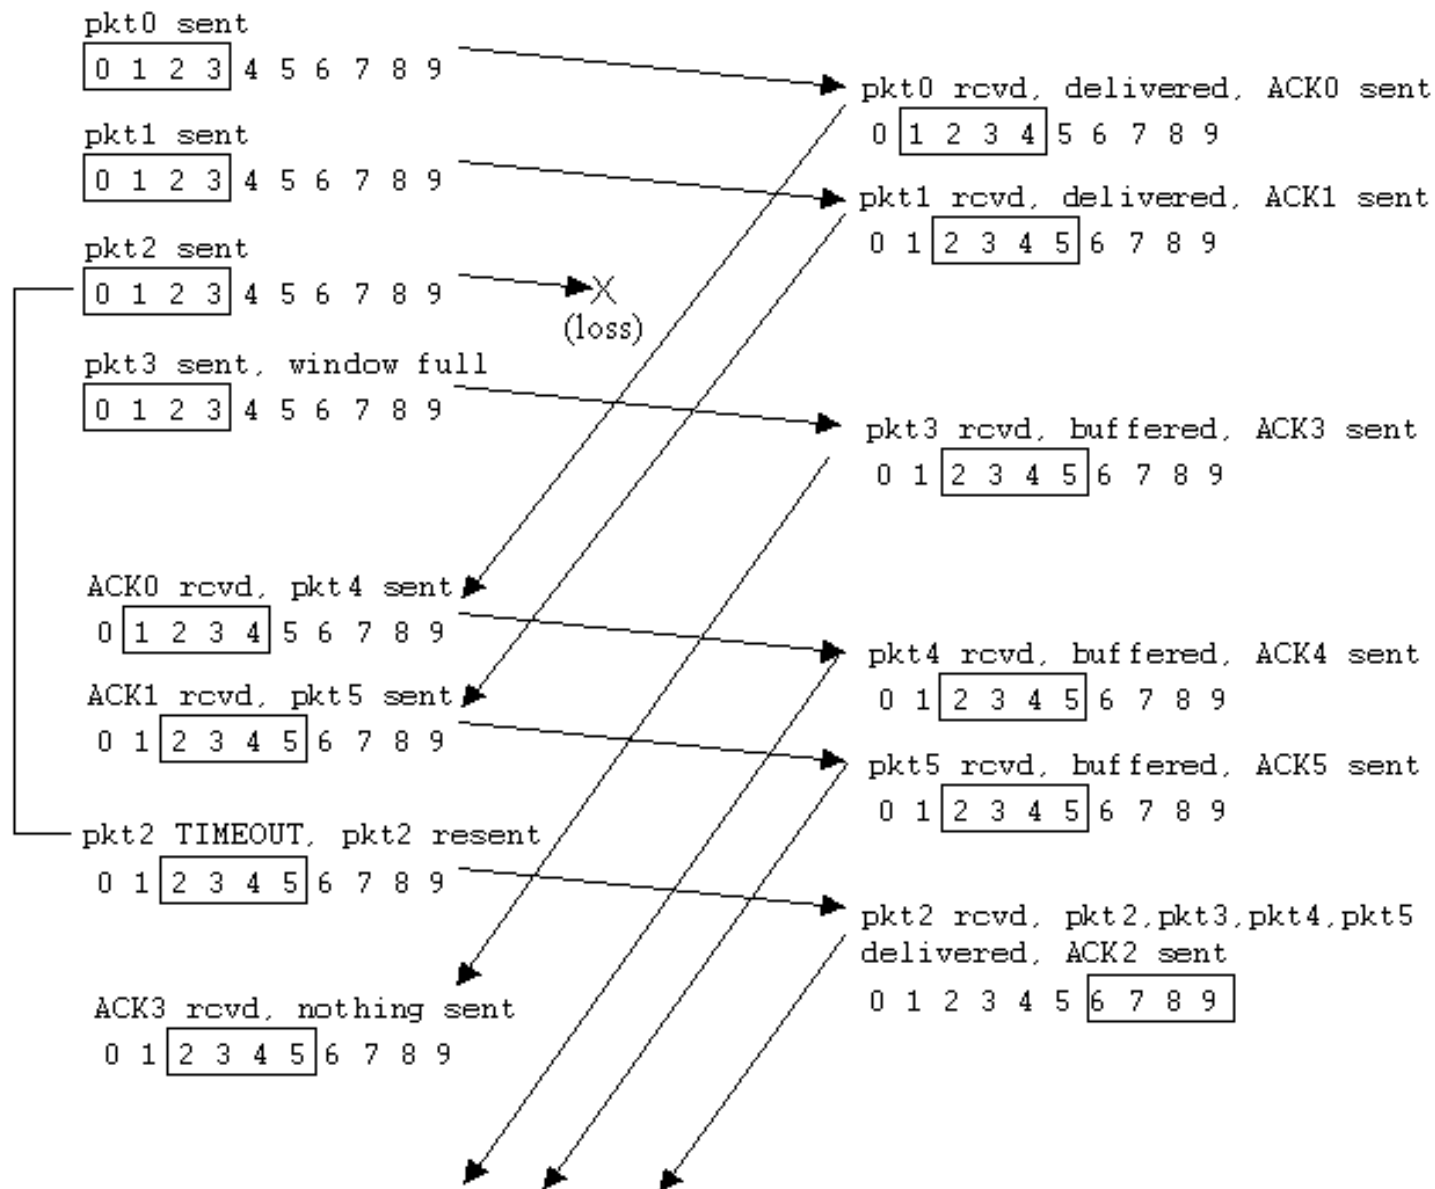 pkt0 sent
0 1 2 3 4 5 6 7 8 9
pkt1 sent
0 1 2 3 4 5 6 7 8 9
pkt2 sent
0 1 2 3 4 5 6 7 8 9
X
(loss)
pkt3 sent, window full
0 1 2 3 4 5 6 7 8 9
ACK0 rcvd, pkt4 sent
0 1 2 3 4 5 6 7 8 9
ACK1 rcvd, pkt5 sent
0 1 2 3 4 5 6 7 8 9
pkt2 TIMEOUT, pkt2 resent
0 1 2 3 4 5 6 7 8 9
ACK3 rcvd, nothing sent
0 1 2 3 4 5 6 7 8 9
pkt0 rcvd, delivered, ACK0 sent
0 1 2 3 4 5 6 7 8 9
pkt1 rcvd, delivered, ACK1 sent
0 1 2 3 4 5 6 7 8 9
pkt3 rcvd, buffered, ACK3 sent
0 1 2 3 4 5 6 7 8 9
pkt4 rcvd, buffered, ACK4 sent
0 1 2 3 4 5 6 7 8 9
pkt5 rcvd, buffered, ACK5 sent
0 1 2 3 4 5 6 7 8 9
pkt2 rcvd, pkt2,pkt3,pkt4,pkt5
delivered, ACK2 sent
0 1 2 3 4 5 6 7 8 9